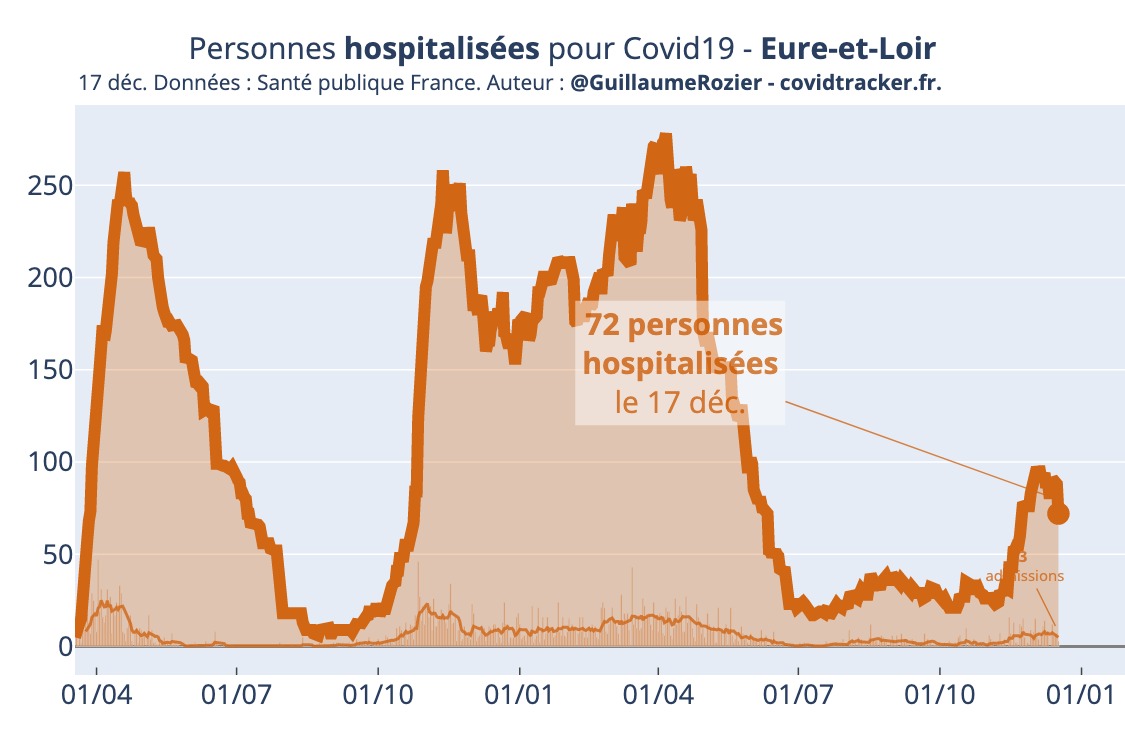 Personnes hospitalisées pour Covid19 - Eure-et-Loir
17 déc. Données : Santé publique France. Auteur : @GuillaumeRozier - covidtracker.fr.
250
200
150
100
50
0
72 personnes
hospitalisées
le 17 déc.
3
admissions
01/04
01/07
01/10
01/01
01/04
01/07
01/10
01/01